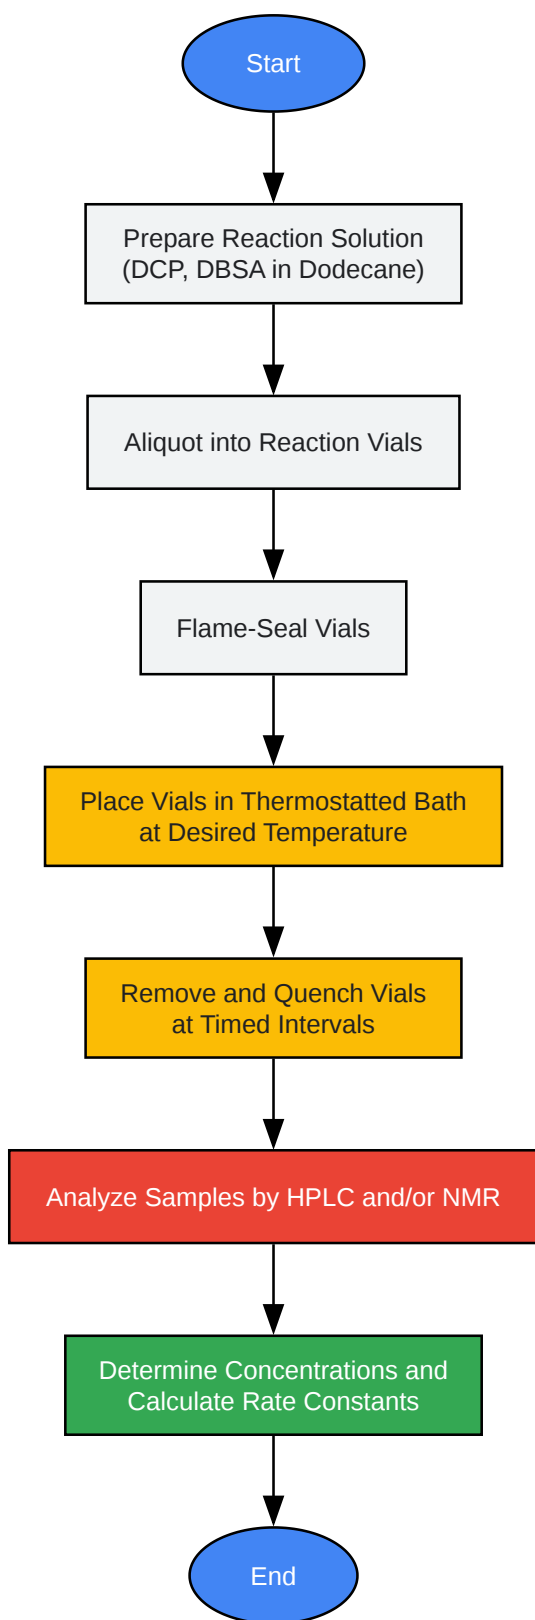 Start
Prepare Reaction Solution
(DCP, DBSA in Dodecane)
Aliquot into Reaction Vials
Flame-Seal Vials
Place Vials in Thermostatted Bath
at Desired Temperature
Remove and Quench Vials
at Timed Intervals
Analyze Samples by HPLC and/or NMR
Determine Concentrations and
Calculate Rate Constants
End